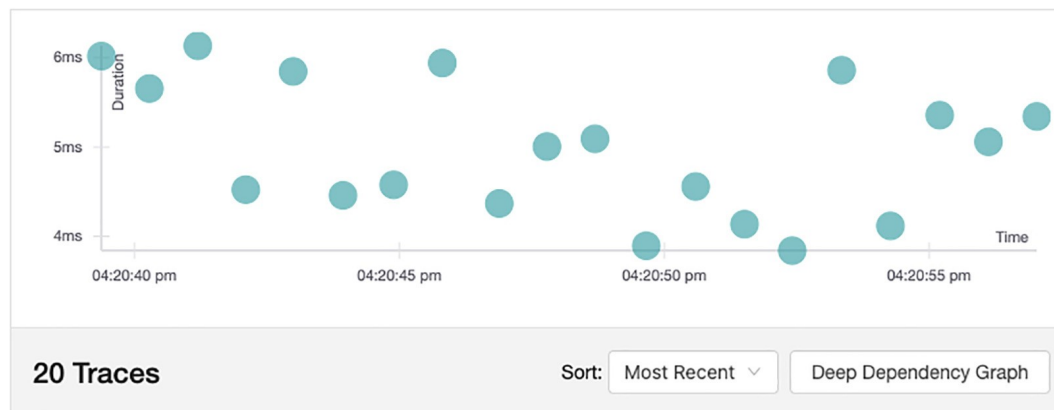 6ms
Duration
5ms
4ms
Time
04:20:40 pm 04:20:45 pm 04:20:50 pm 04:20:55 pm
20 Traces Sort: Most Recent Deep Dependency Graph